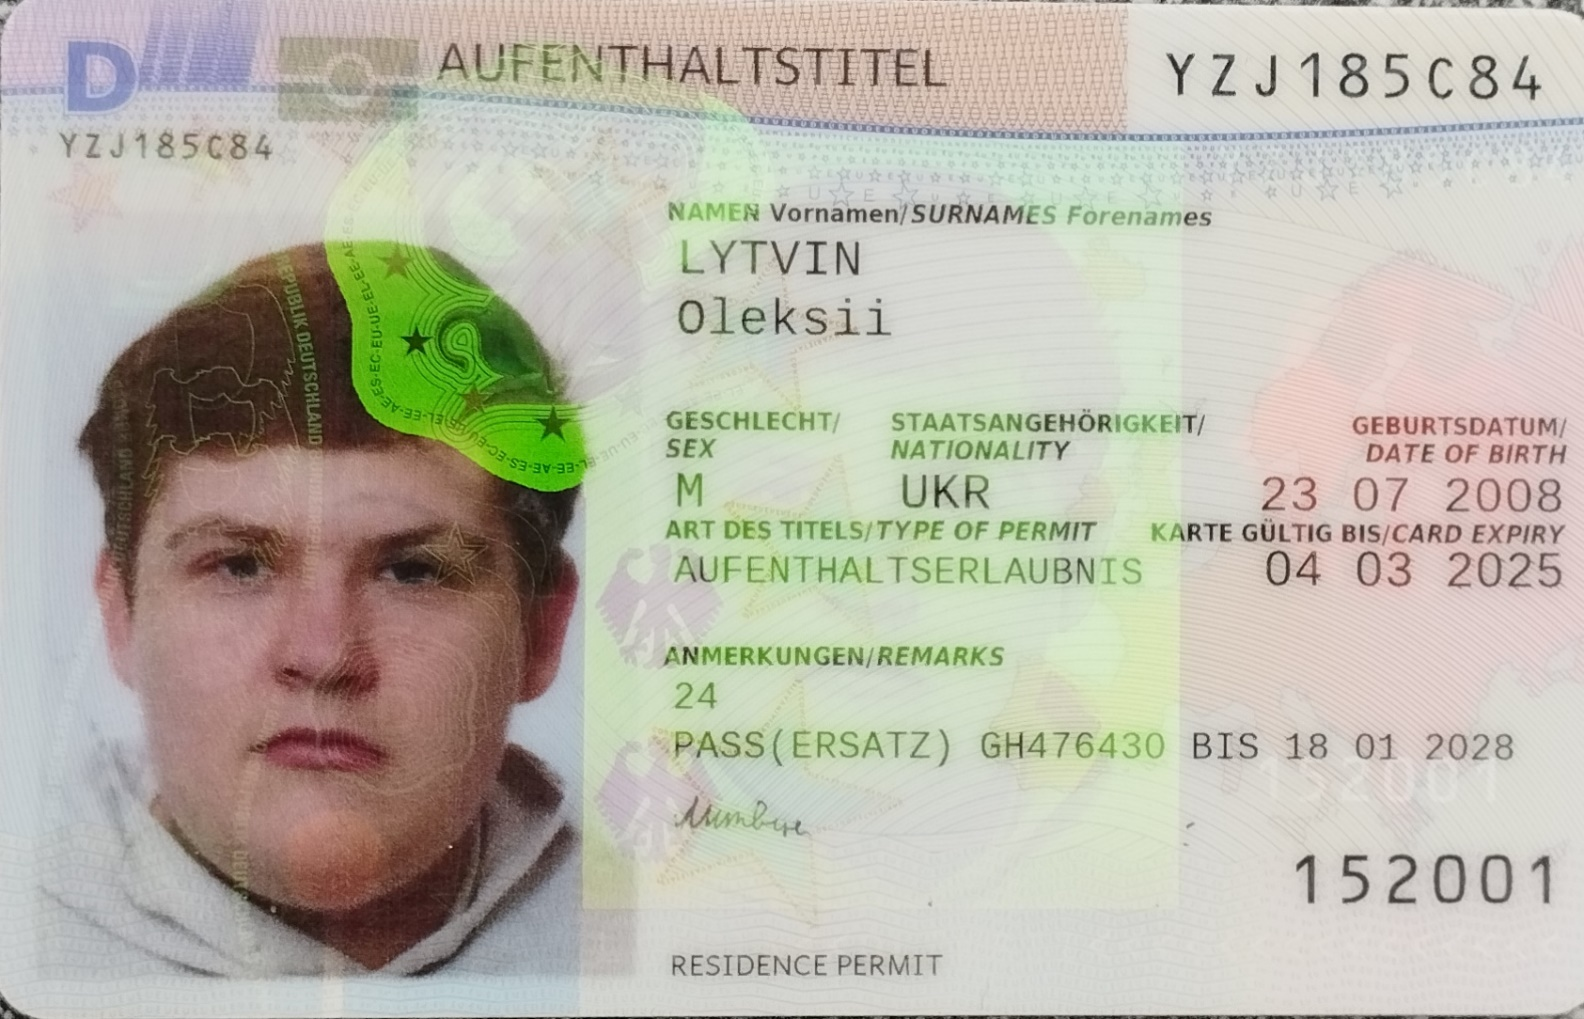 D
AUFENTHALTSTITEL
YZJ185C84
YZJ185C84
NAMEN Vornamen/SURNAMES Forenames
LYTVIN
Oleksii
GESCHLECHT/ STAATSANGEHÖRIGKEIT/ GEBURTSDATUM/
SEX NATIONALITY DATE OF BIRTH
M UKR 23 07 2008
ART DES TITELS/TYPE OF PERMIT KARTE GÜLTIG BIS/CARD EXPIRY
AUFENTHALTSERLAUBNIS 04 03 2025
ANMERKUNGEN/REMARKS
24
PASS(ERSATZ) GH476430 BIS 18 01 2028
152001
152001
RESIDENCE PERMIT